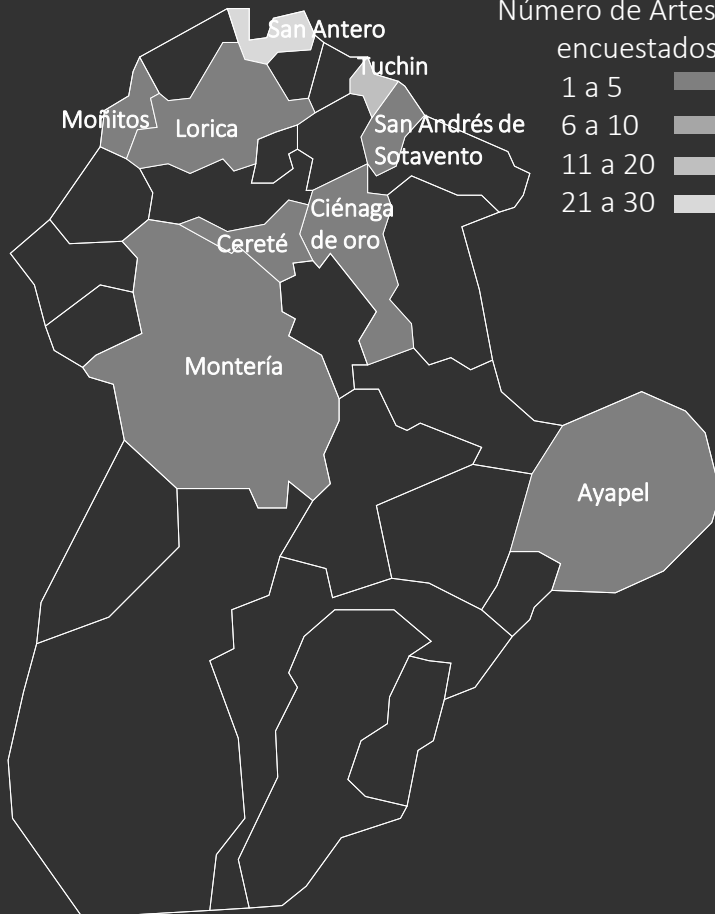 Número de Artes
encuestados
1 a 5
6 a 10
11 a 20
21 a 30
San Antero
Tuchin
Moñitos
Lorica
San Andrés de
Sotavento
Ciénaga
de oro
Cereté
Montería
Ayapel